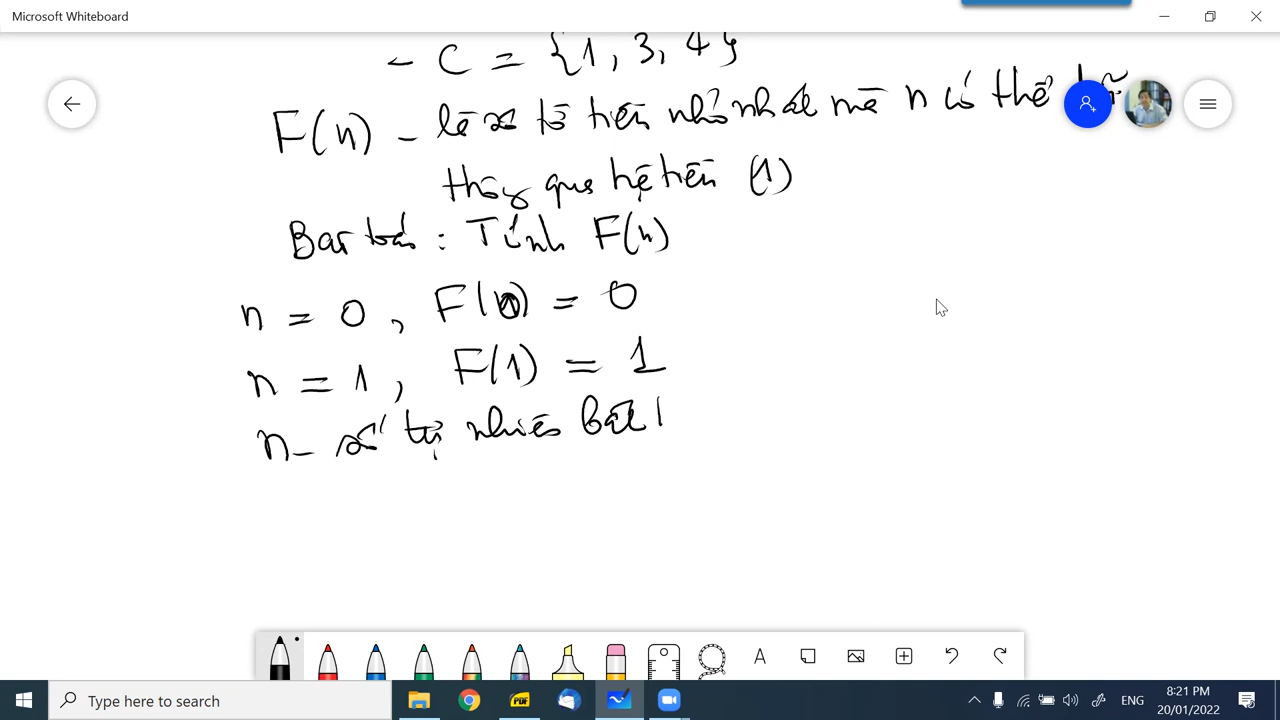 Microsoft Whiteboard
- C = {1, 3, 4}
F(n) - là số tờ tiền nhỏ nhất mà n có thể
thông qua hệ tiền (1)
Bài toán : Tính F(n)
n = 0 , F(0) = 0
n = 1 , F(1) = 1
n - số tự nhiên bất
Type here to search
ENG
8:21 PM
20/01/2022